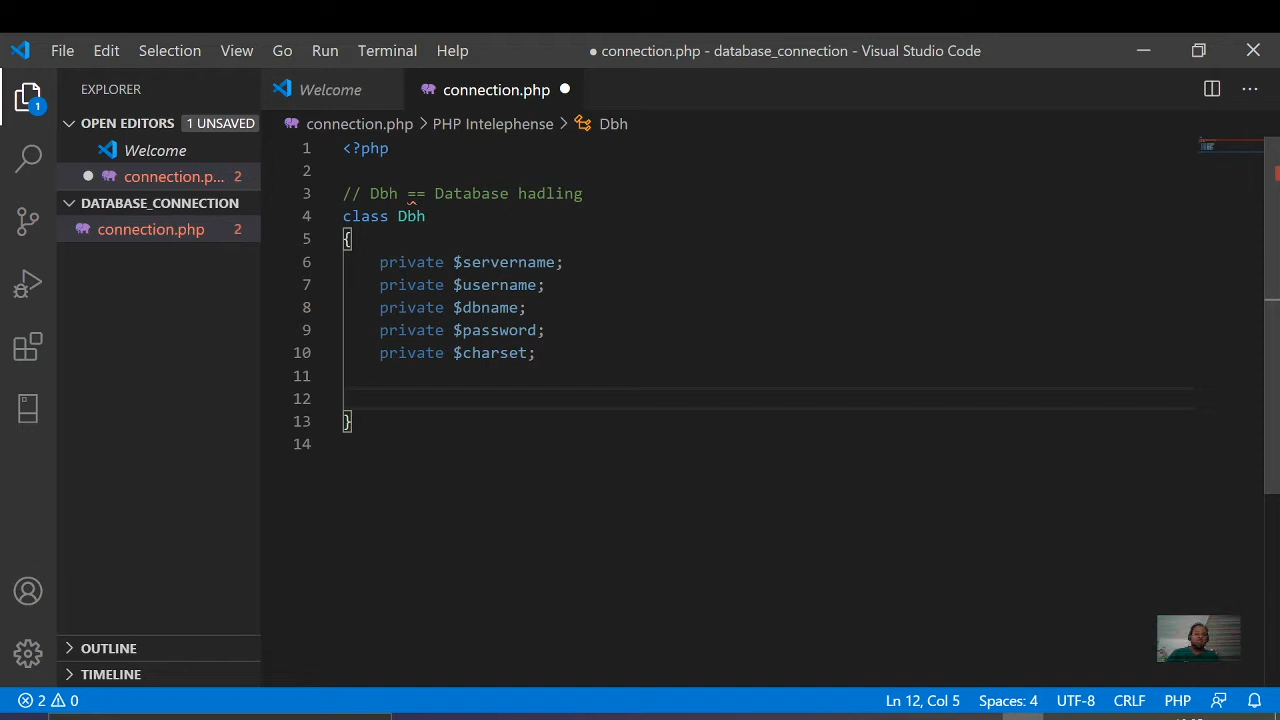 File Edit Selection View Go Run Terminal Help ● connection.php - database_connection - Visual Studio Code
EXPLORER
Welcome connection.php
OPEN EDITORS 1 UNSAVED
connection.php > PHP Intelephense > Dbh
Welcome
connection.p... 2
DATABASE_CONNECTION
connection.php 2
1
1 <?php
2
3 // Dbh == Database hadling
4 class Dbh
5 {
6 private $servername;
7 private $username;
8 private $dbname;
9 private $password;
10 private $charset;
11
12
13 }
14
OUTLINE
TIMELINE
2 0 Ln 12, Col 5 Spaces: 4 UTF-8 CRLF PHP